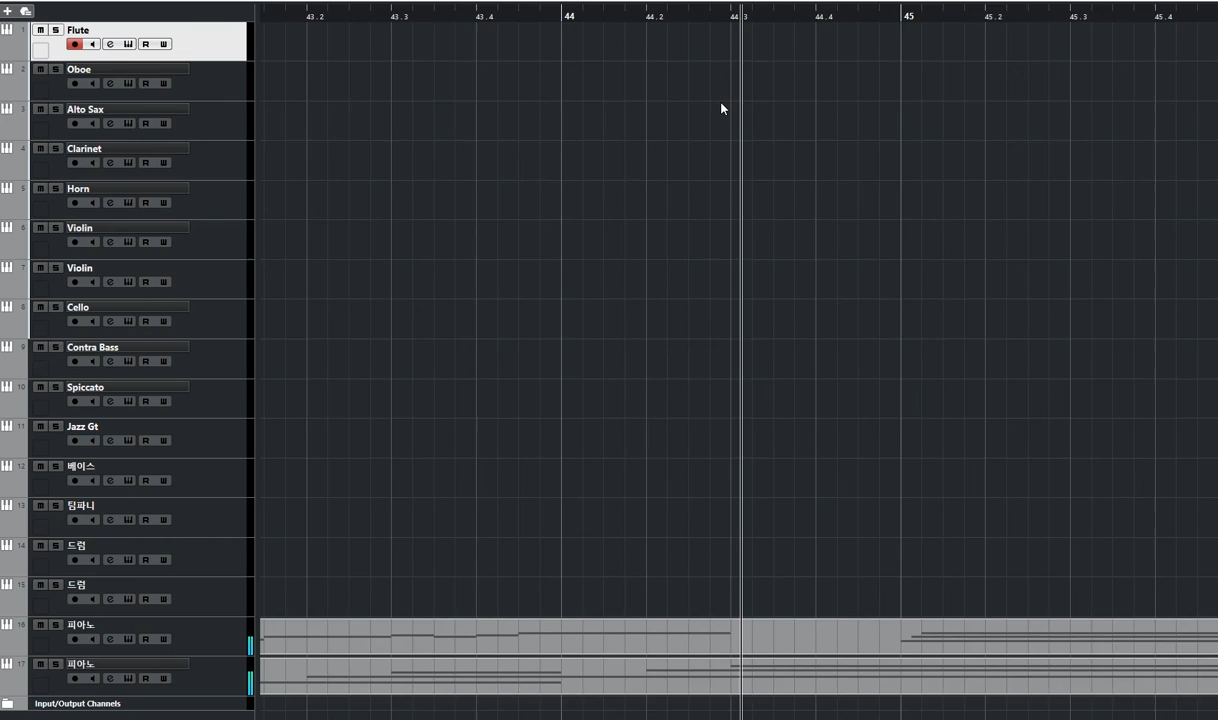 43.2 43.3 43.4 44 44.2 44.3 44.4 45 45.2 45.3 45.4
1 m S Flute
R W
2 m S Oboe
e R W
3 m S Alto Sax
e R W
4 m S Clarinet
e R W
5 m S Horn
e R W
6 m S Violin
e R W
7 m S Violin
e R W
8 m S Cello
e R W
9 m S Contra Bass
e R W
10 m S Spiccato
e R W
11 m S Jazz Gt
e R W
12 m S 베이스
e R W
13 m S 팀파니
e R W
14 m S 드럼
e R W
15 m S 드럼
e R W
16 m S 피아노
e R W
17 m S 피아노
e R W
Input/Output Channels